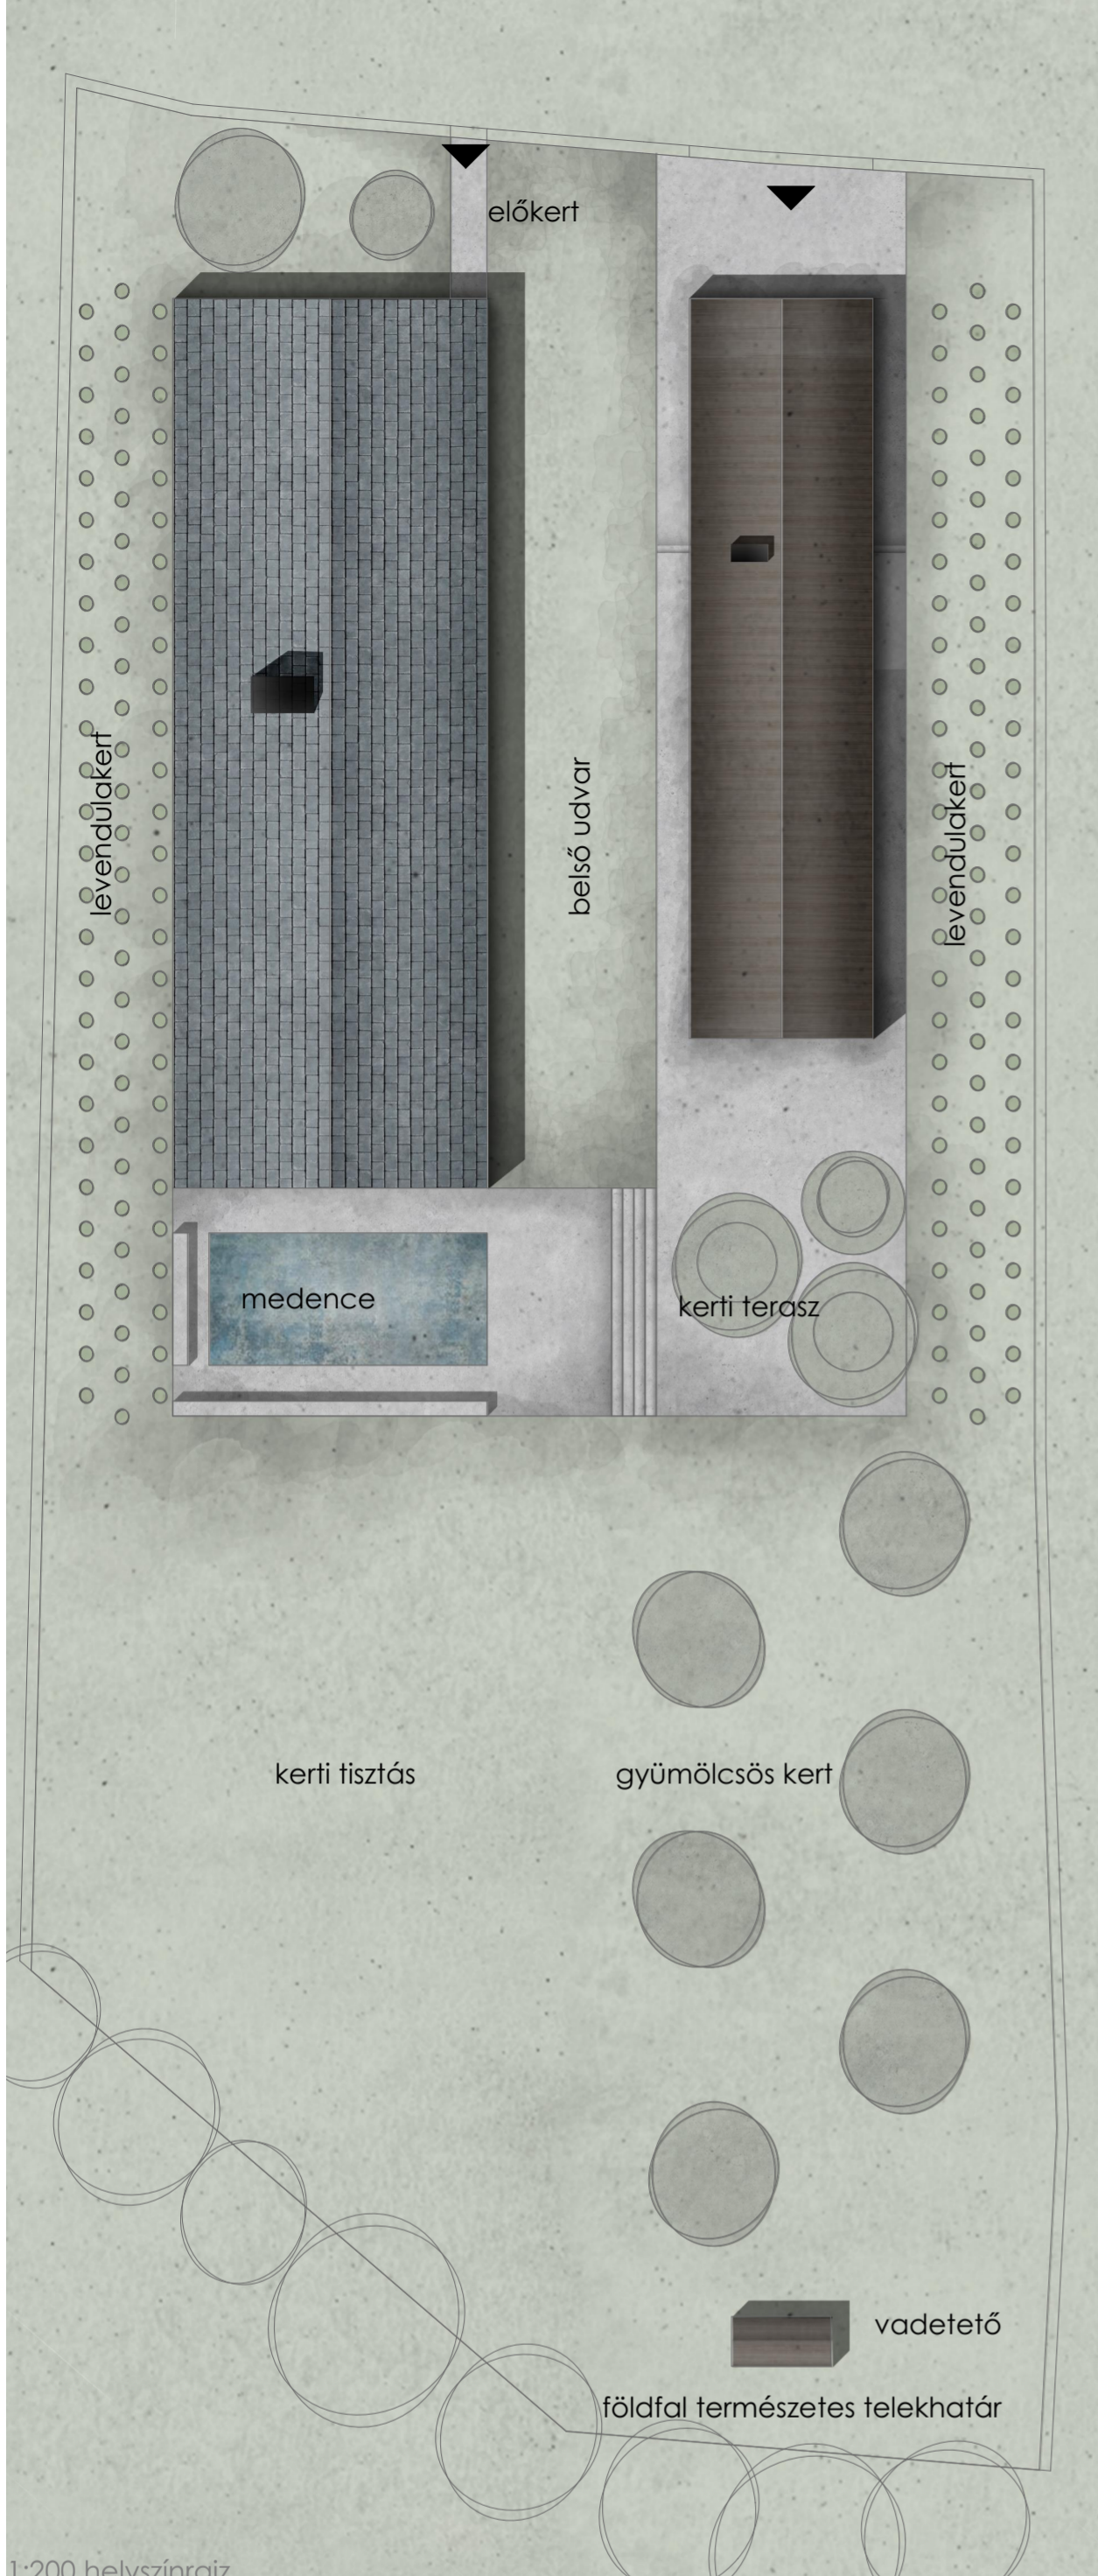 előkert
levendulakert
belső udvar
levendulakert
medence
kerti terasz
kerti tisztás
gyümölcsös kert
vadetető
földfal természetes telekhatár
1:200 helyszínrajz